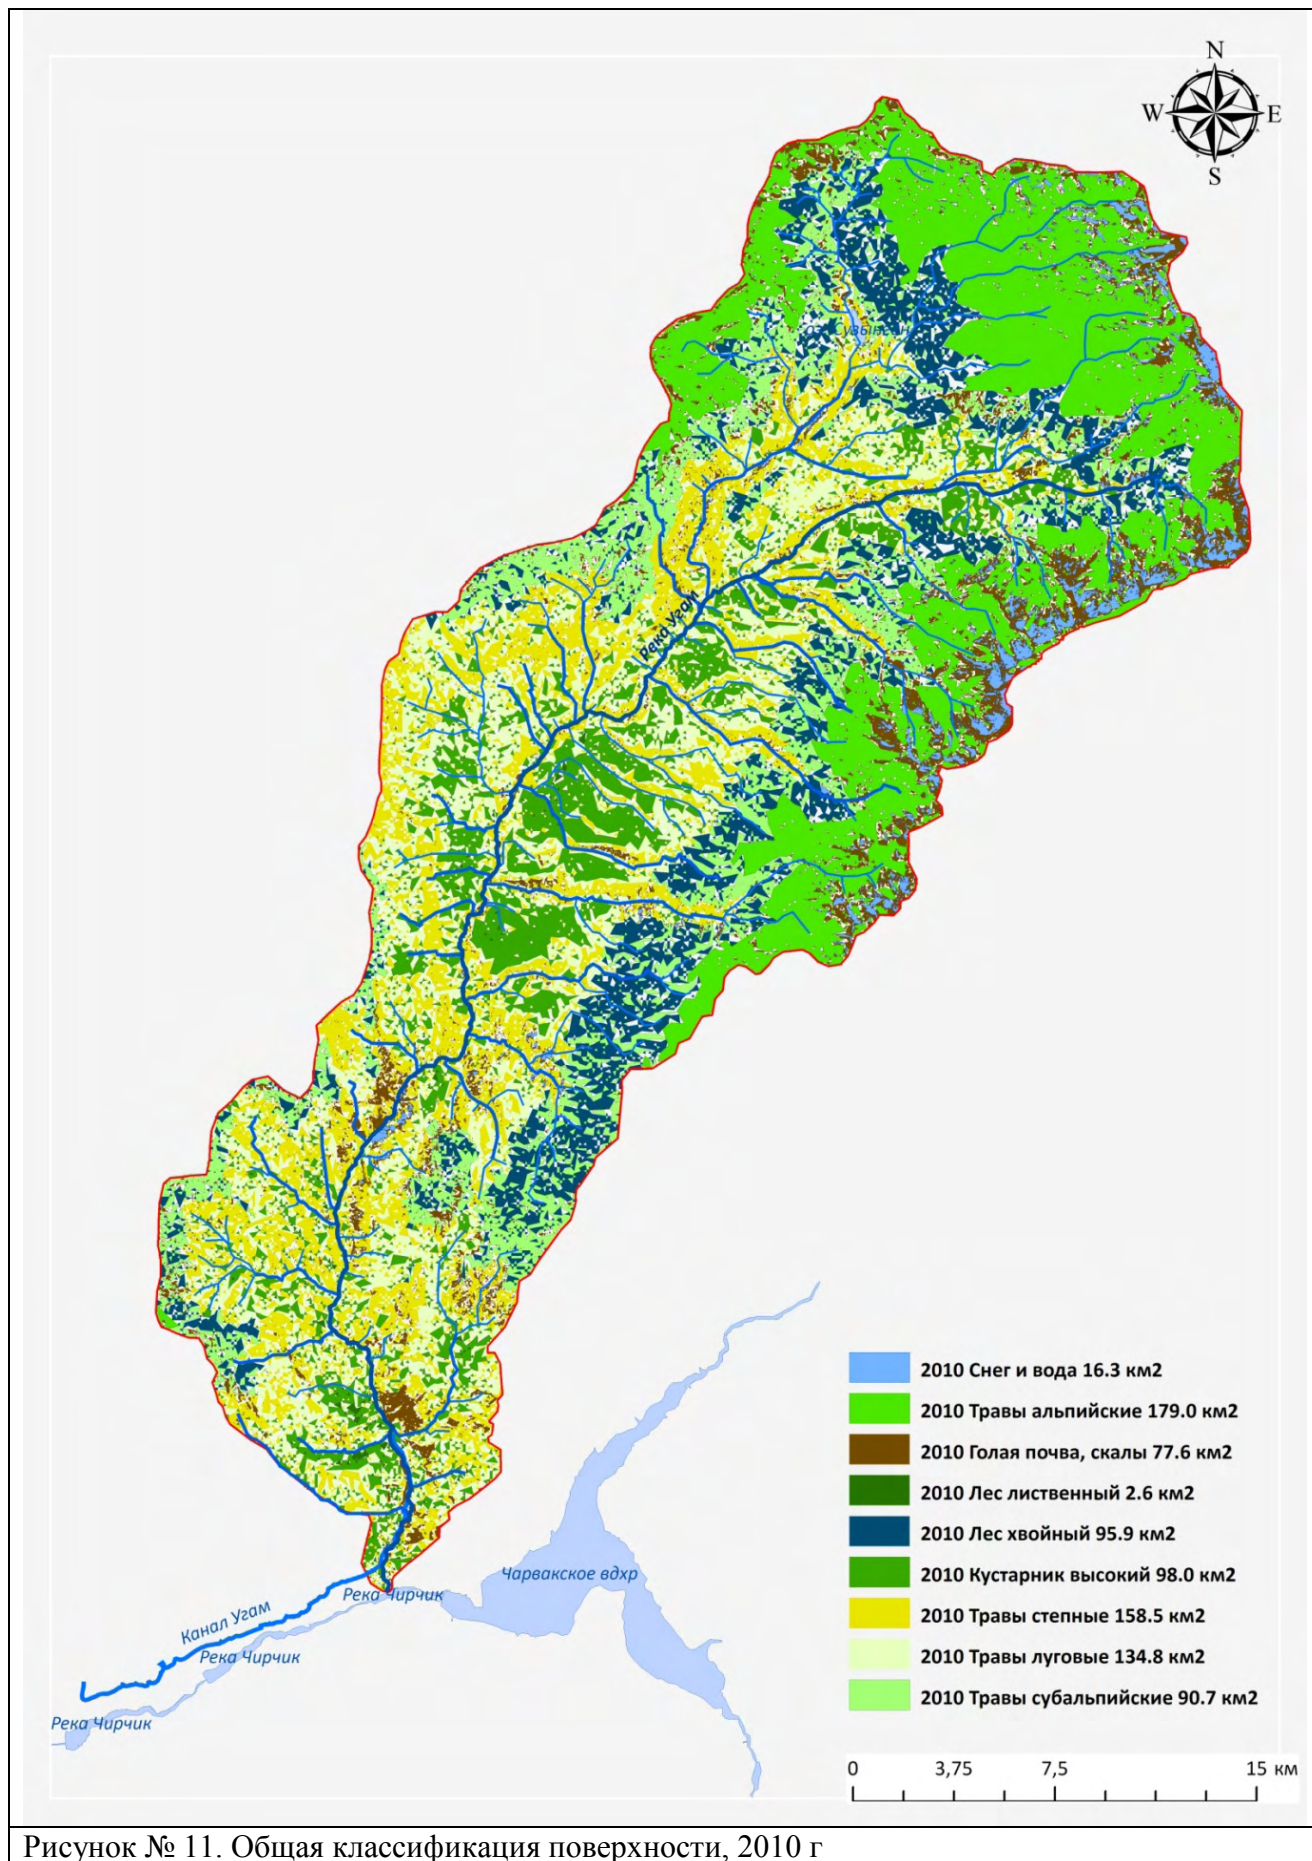 N
W E
S
оз. Сузынген
Река Угам
2010 Снег и вода 16.3 км2
2010 Травы альпийские 179.0 км2
2010 Голая почва, скалы 77.6 км2
2010 Лес лиственный 2.6 км2
2010 Лес хвойный 95.9 км2
2010 Кустарник высокий 98.0 км2
2010 Травы степные 158.5 км2
2010 Травы луговые 134.8 км2
2010 Травы субальпийские 90.7 км2
Чарвакское вдхр
Река Чирчик
Канал Угам
Река Чирчик
Река Чирчик
0 3,75 7,5 15 км
Рисунок № 11. Общая классификация поверхности, 2010 г